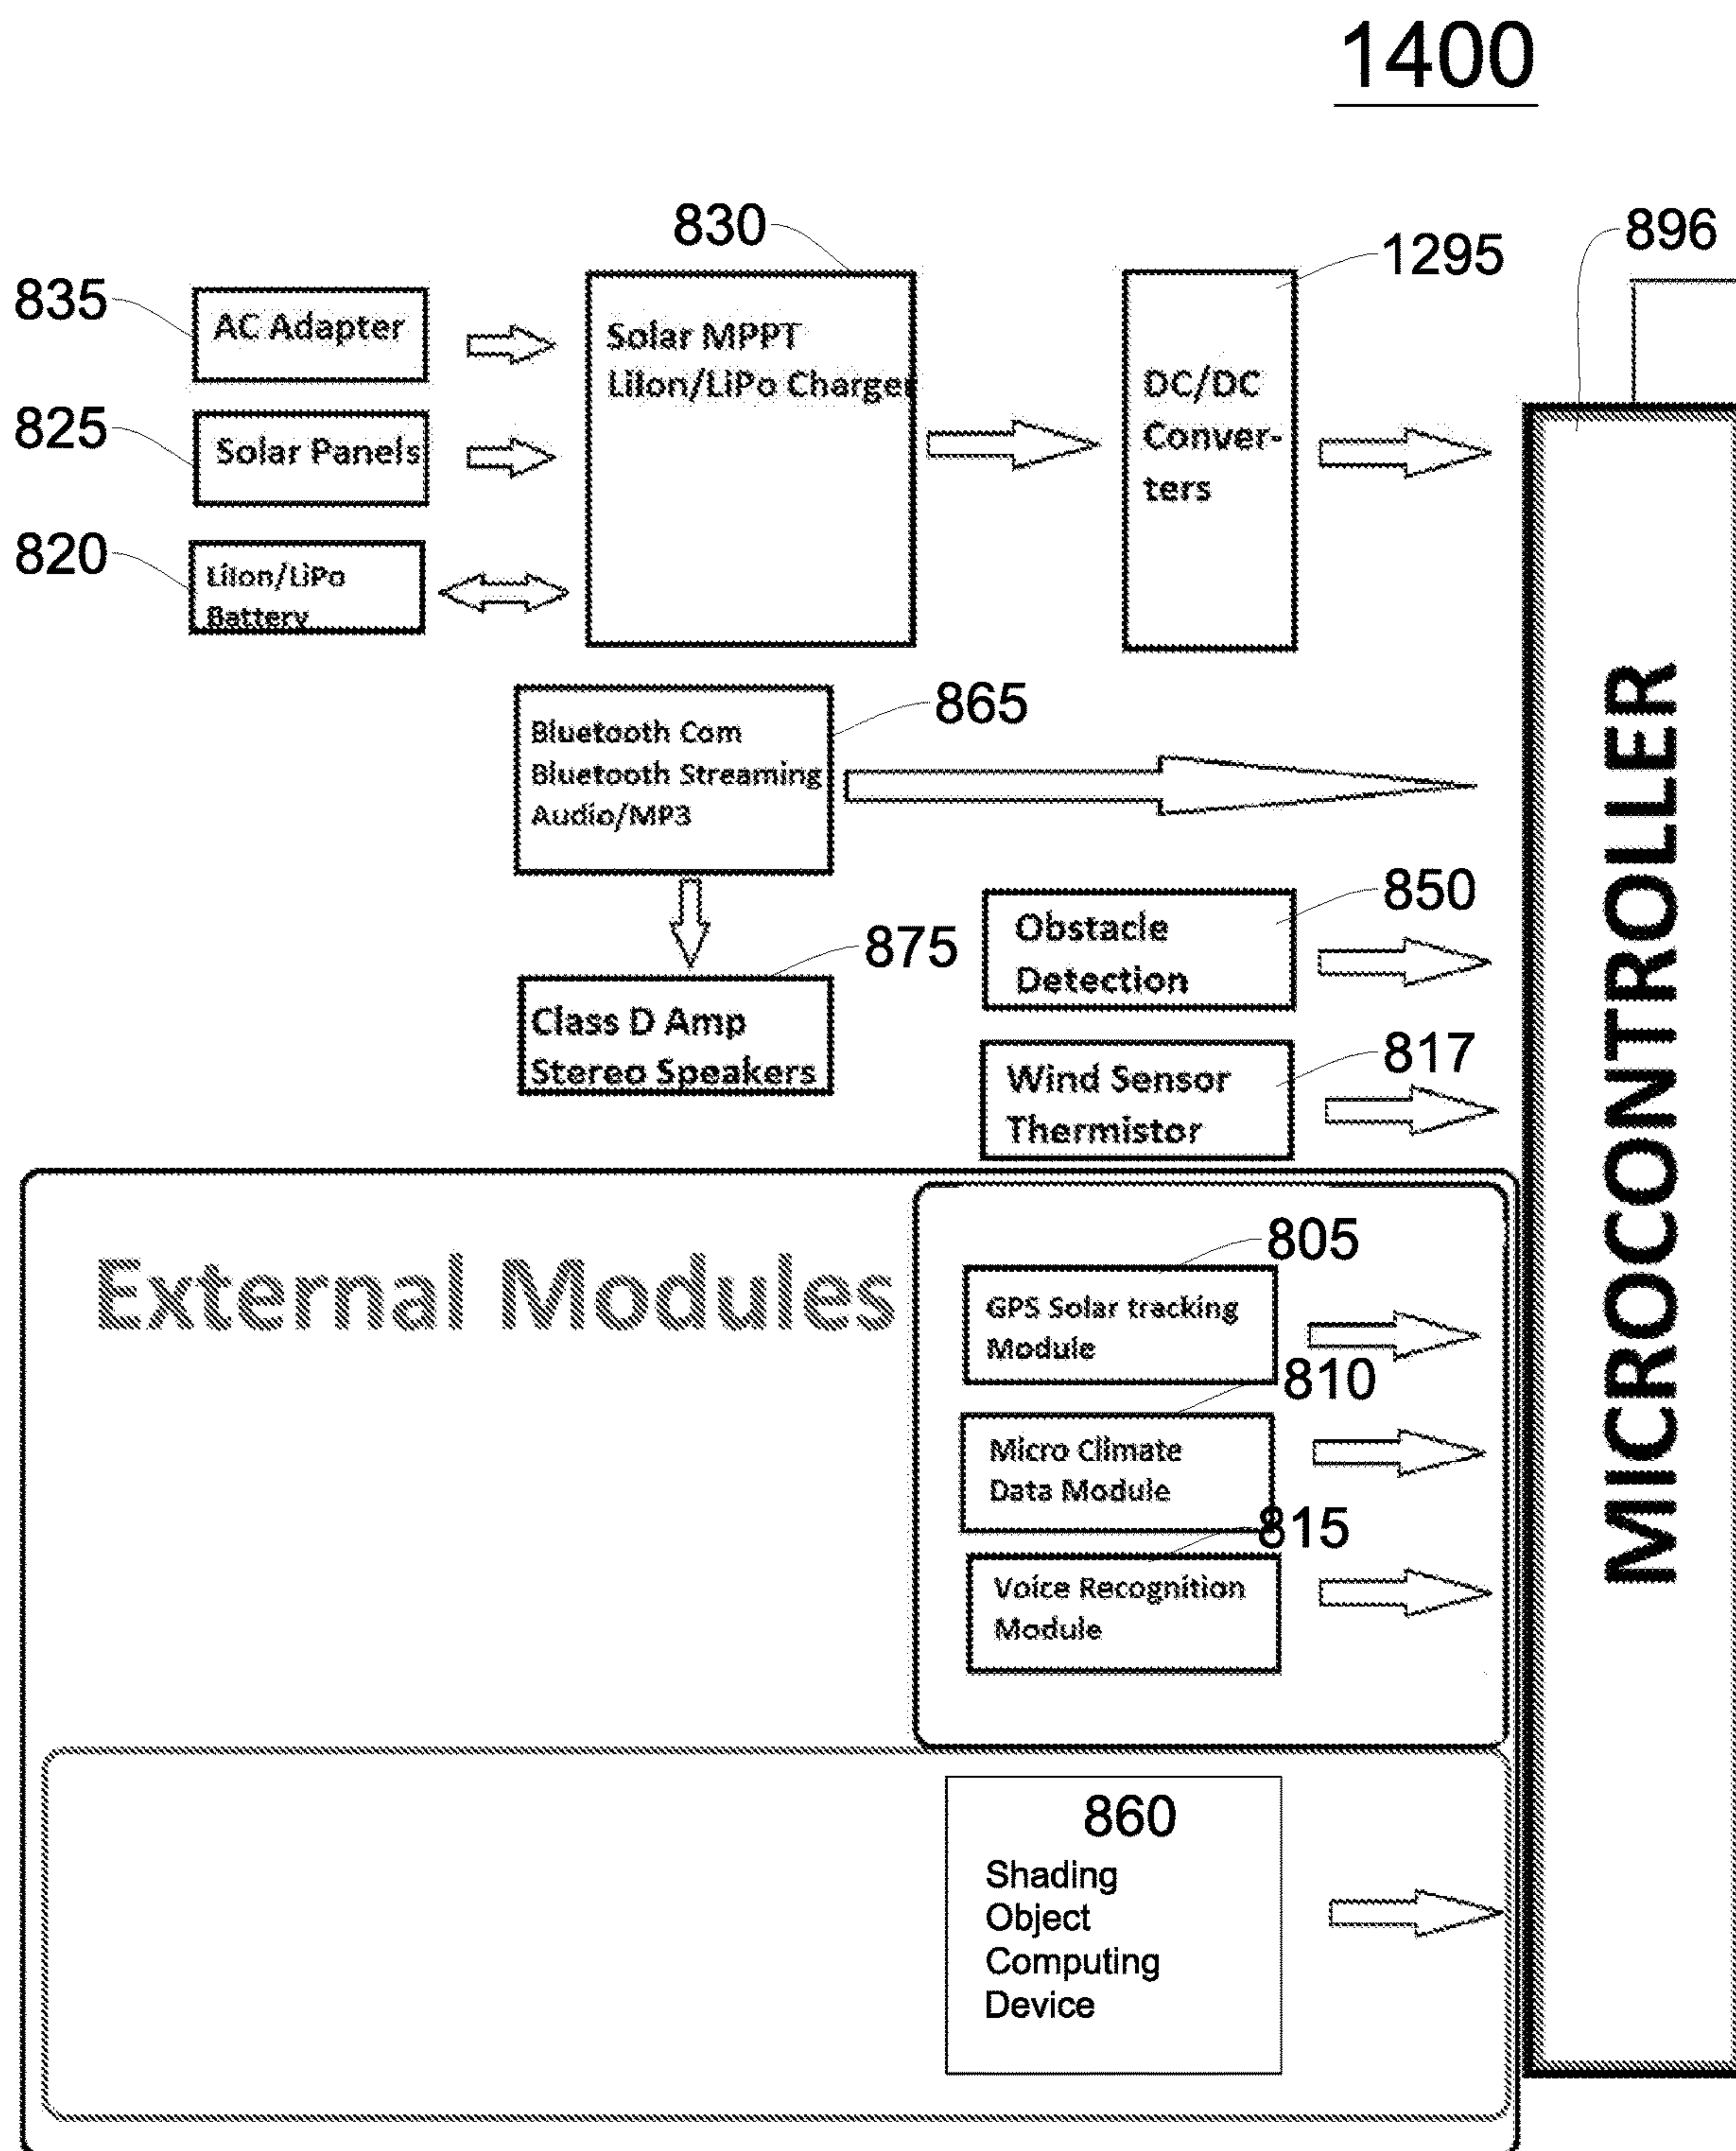 1400
830
1295
896
835
AC Adapter
Solar MPPT
LiIon/LiPo Charger
DC/DC
Conver-
ters
825
Solar Panels
820
LiIon/LiPo
Battery
865
Bluetooth Com
Bluetooth Streaming
Audio/MP3
850
Obstacle
Detection
875
Class D Amp
Stereo Speakers
817
Wind Sensor
Thermistor
MICROCONTROLLER
External Modules
805
GPS Solar tracking
Module
810
Micro Climate
Data Module
815
Voice Recognition
Module
860
Shading
Object
Computing
Device